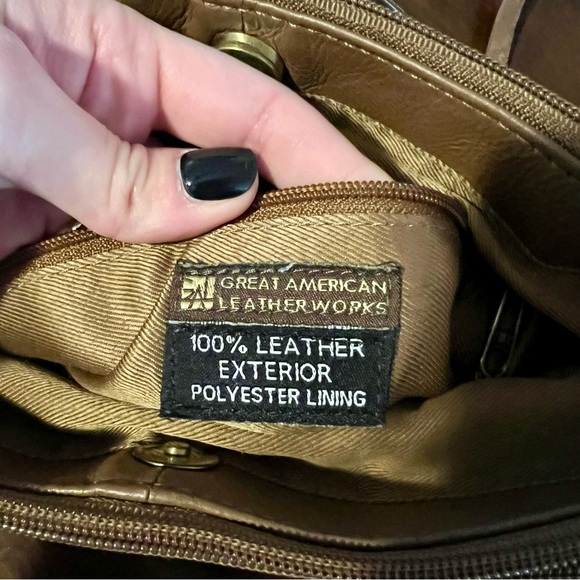 GREAT AMERICAN
LEATHERWORKS
100% LEATHER
EXTERIOR
POLYESTER LINING